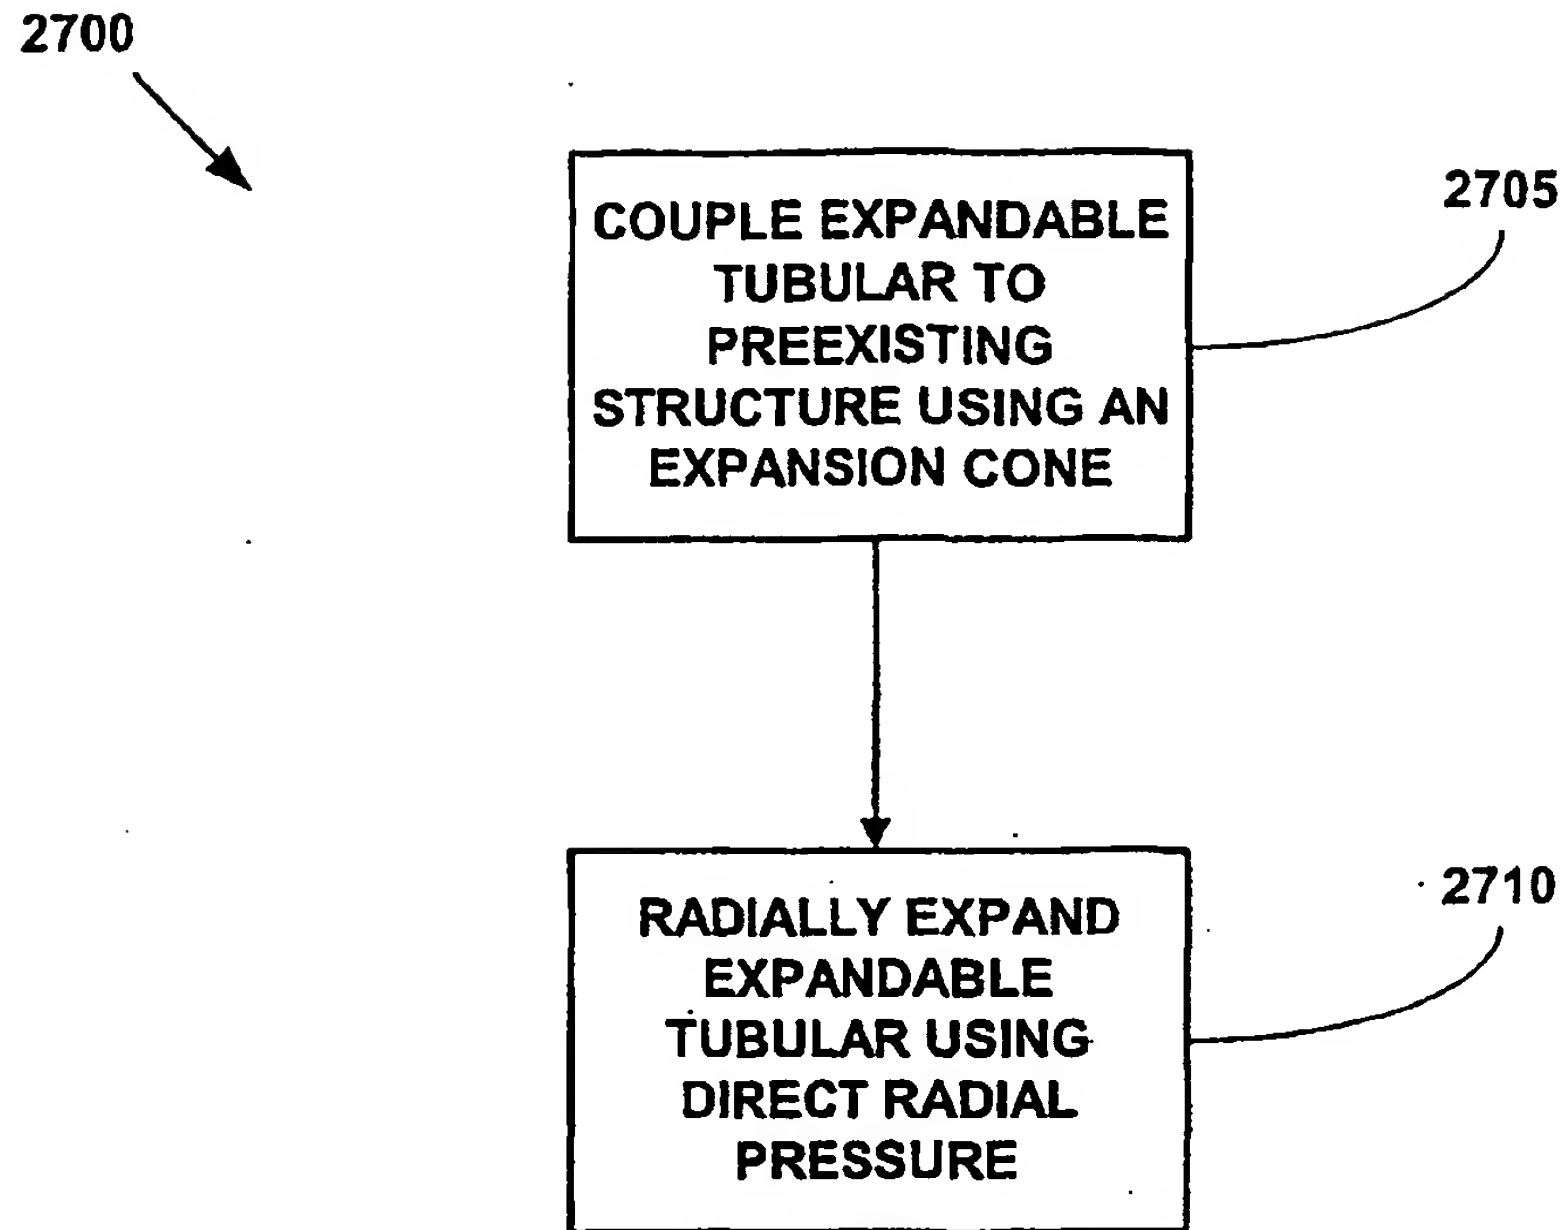 2700
COUPLE EXPANDABLE
TUBULAR TO
PREEXISTING
STRUCTURE USING AN
EXPANSION CONE
2705
RADIALLY EXPAND
EXPANDABLE
TUBULAR USING
DIRECT RADIAL
PRESSURE
2710